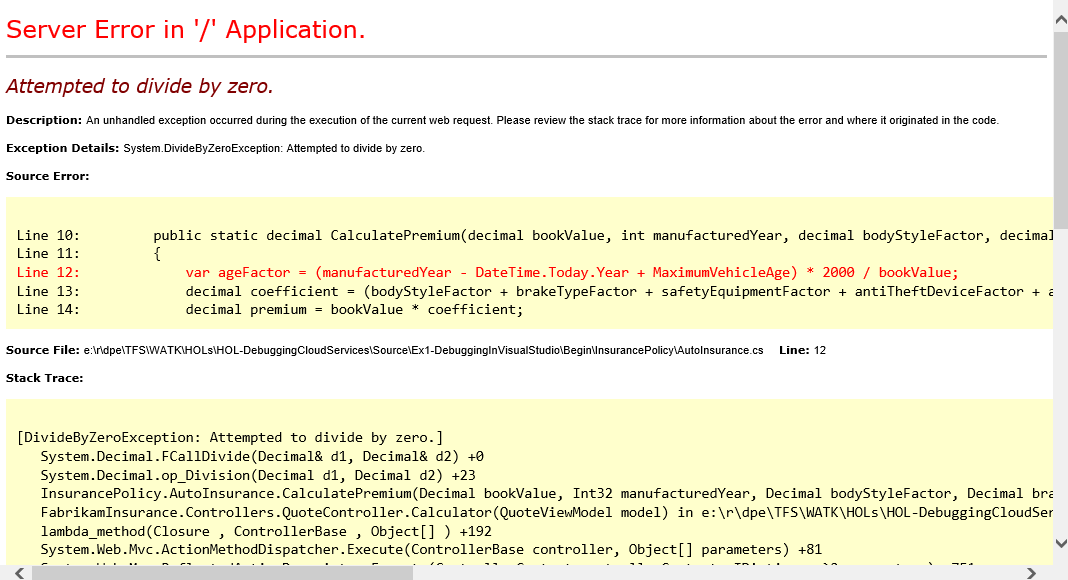 Server Error in '/' Application.
Attempted to divide by zero.
Description: An unhandled exception occurred during the execution of the current web request. Please review the stack trace for more information about the error and where it originated in the code.
Exception Details: System.DivideByZeroException: Attempted to divide by zero.
Source Error:
Line 10:         public static decimal CalculatePremium(decimal bookValue, int manufacturedYear, decimal bodyStyleFactor, decimal
Line 11:         {
Line 12:             var ageFactor = (manufacturedYear - DateTime.Today.Year + MaximumVehicleAge) * 2000 / bookValue;
Line 13:             decimal coefficient = (bodyStyleFactor + brakeTypeFactor + safetyEquipmentFactor + antiTheftDeviceFactor + a
Line 14:             decimal premium = bookValue * coefficient;
Source File: e:\r\dpe\TFS\WATK\HOLs\HOL-DebuggingCloudServices\Source\Ex1-DebuggingInVisualStudio\Begin\InsurancePolicy\AutoInsurance.cs    Line: 12
Stack Trace:
[DivideByZeroException: Attempted to divide by zero.]
   System.Decimal.FCallDivide(Decimal& d1, Decimal& d2) +0
   System.Decimal.op_Division(Decimal d1, Decimal d2) +23
   InsurancePolicy.AutoInsurance.CalculatePremium(Decimal bookValue, Int32 manufacturedYear, Decimal bodyStyleFactor, Decimal bra
   FabrikamInsurance.Controllers.QuoteController.Calculator(QuoteViewModel model) in e:\r\dpe\TFS\WATK\HOLs\HOL-DebuggingCloudSer
   lambda_method(Closure , ControllerBase , Object[] ) +192
   System.Web.Mvc.ActionMethodDispatcher.Execute(ControllerBase controller, Object[] parameters) +81